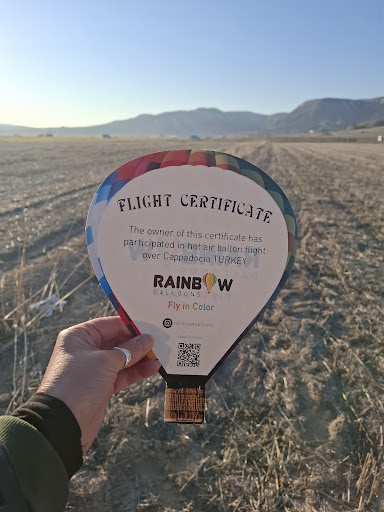 FLIGHT CERTIFICATE
The owner of this certificate has
participated in hot air ballon flight
over Cappadocia TURKEY
RAINBOW
BALLOONS
Fly in Color